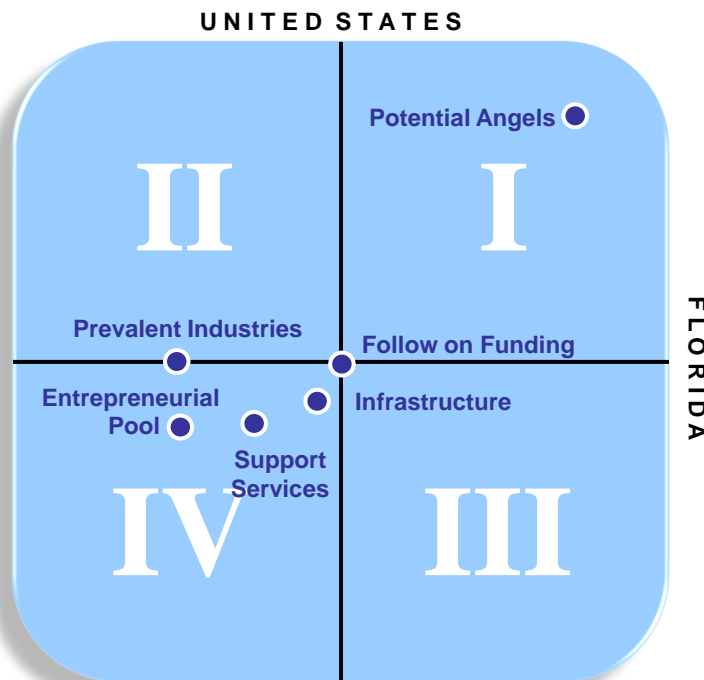 UNITED STATES
Potential Angels
II
I
Prevalent Industries
Follow on Funding
FLORIDA
Entrepreneurial
Pool
Infrastructure
Support
Services
IV
III